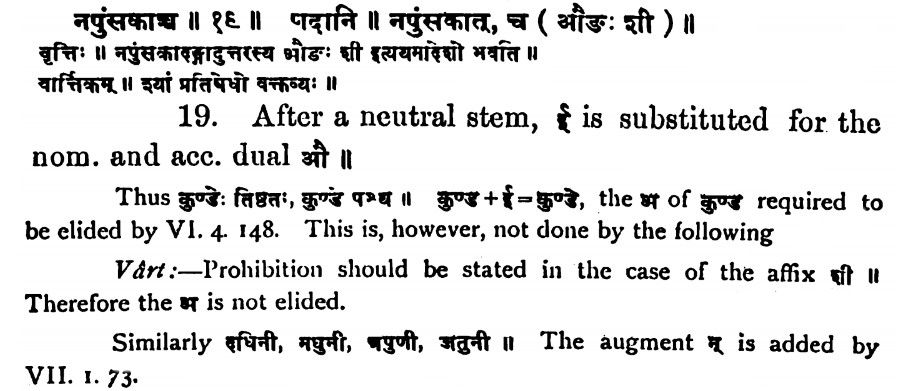 नपुंसकाच्च ॥ १९ ॥ पदानि ॥ नपुंसकात्, च ( औङः शी ) ॥
वृत्तिः ॥ नपुंसकादङ्गादुत्तरस्य औङः शी इत्ययमादेशो भवति ॥
वार्त्तिकम् ॥ श्यां प्रतिषेधो वक्तव्यः ॥
19. After a neutral stem, ई is substituted for the
nom. and acc. dual औ ॥
Thus कुण्डेः तिष्ठतः, कुण्डे पश्य ॥ कुण्ड + ई = कुण्डे, the अ of कुण्ड required to
be elided by VI. 4. 148. This is, however, not done by the following
Vârt:—Prohibition should be stated in the case of the affix शी ॥
Therefore the अ is not elided.
Similarly दधिनी, मधुनी, त्रपुणी, जतुनी ॥ The augment न् is added by
VII. 1. 73.